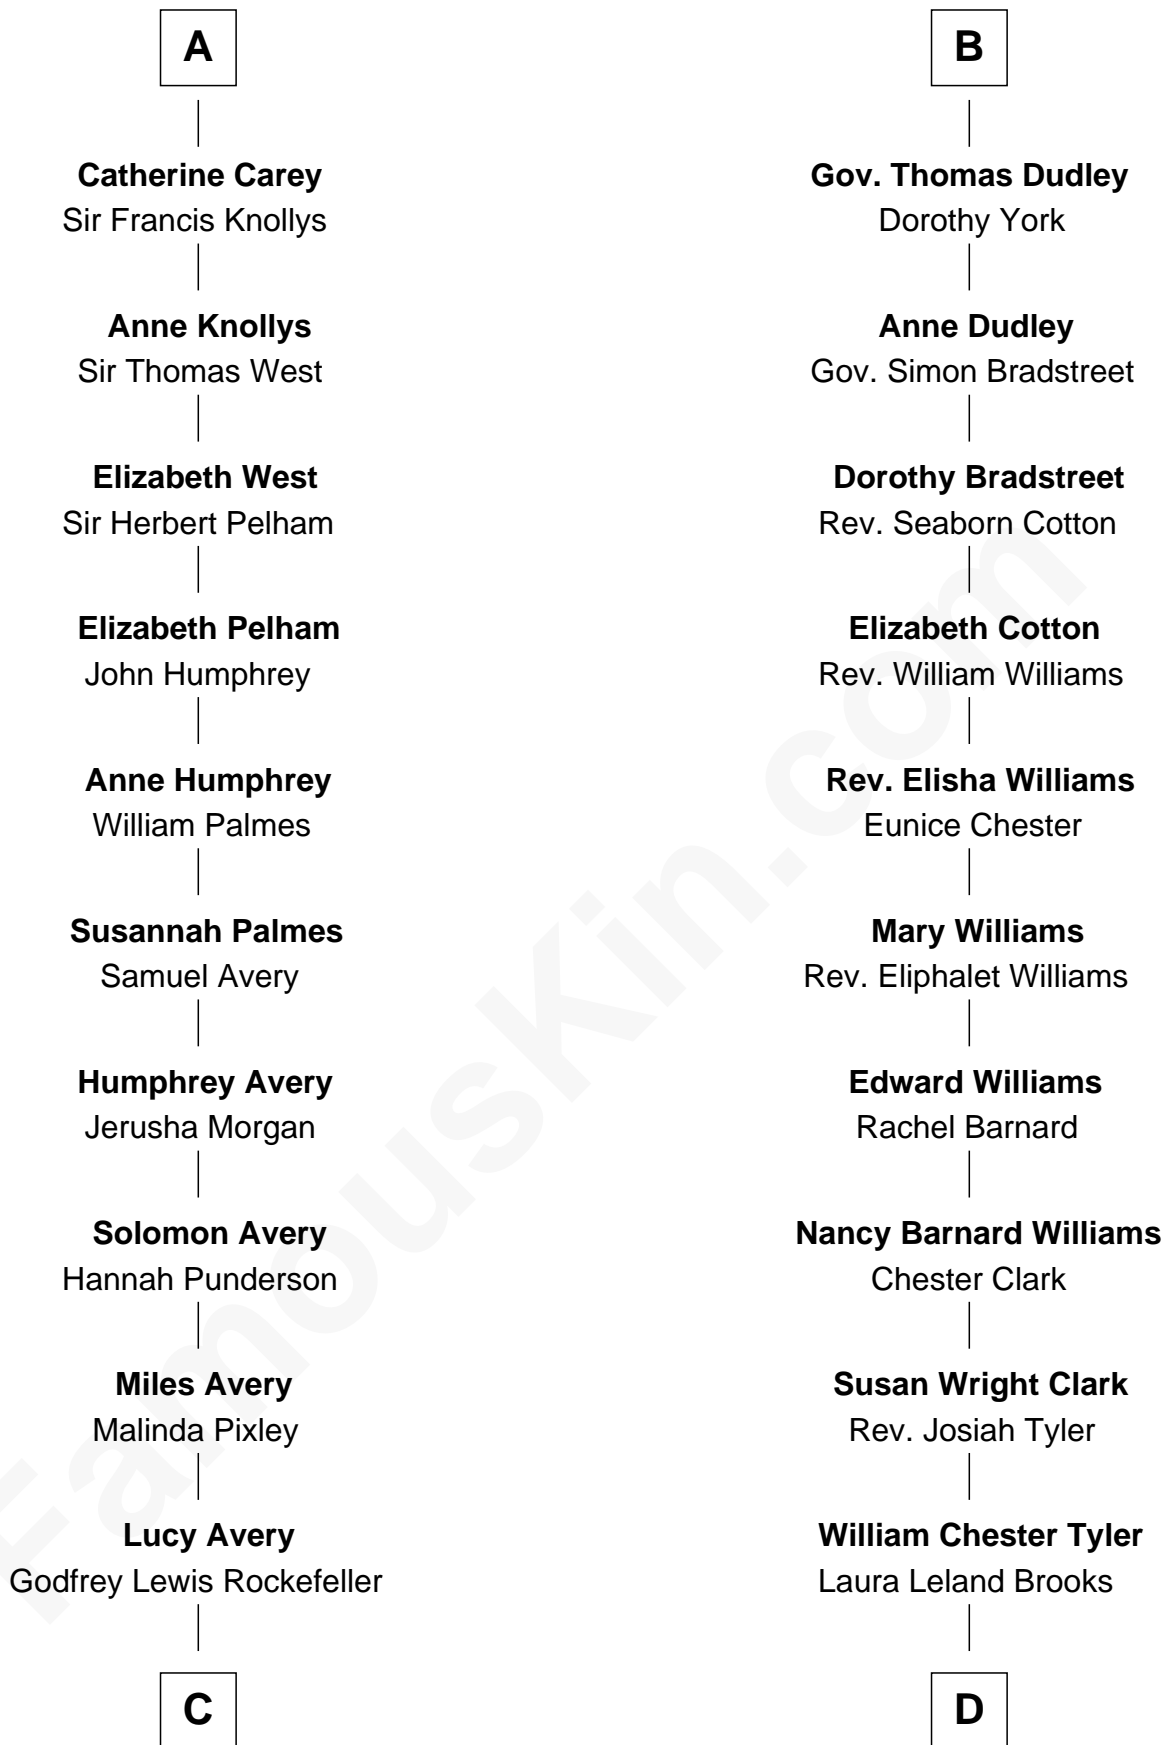 A
Catherine Carey
Sir Francis Knollys
Anne Knollys
Sir Thomas West
Elizabeth West
Sir Herbert Pelham
Elizabeth Pelham
John Humphrey
Anne Humphrey
William Palmes
Susannah Palmes
Samuel Avery
Humphrey Avery
Jerusha Morgan
Solomon Avery
Hannah Punderson
Miles Avery
Malinda Pixley
Lucy Avery
Godfrey Lewis Rockefeller
C
B
Gov. Thomas Dudley
Dorothy York
Anne Dudley
Gov. Simon Bradstreet
Dorothy Bradstreet
Rev. Seaborn Cotton
Elizabeth Cotton
Rev. William Williams
Rev. Elisha Williams
Eunice Chester
Mary Williams
Rev. Eliphalet Williams
Edward Williams
Rachel Barnard
Nancy Barnard Williams
Chester Clark
Susan Wright Clark
Rev. Josiah Tyler
William Chester Tyler
Laura Leland Brooks
D
FamousKin.com